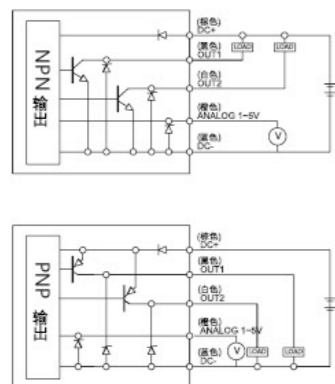 NPN 压输
(棕色)
DC+
(黑色)
OUT1
LOAD
LOAD
(白色)
OUT2
(橙色)
ANALOG 1~5V
V
(蓝色)
DC-
PNP 压输
(棕色)
DC+
(黑色)
OUT1
(白色)
OUT2
(橙色)
ANALOG 1~5V
V
LOAD
LOAD
(蓝色)
DC-